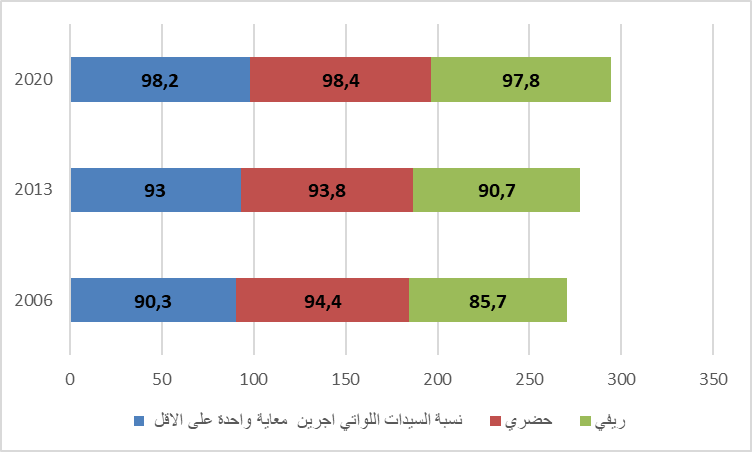 2020 98,2 98,4 97,8
2013 93 93,8 90,7
2006 90,3 94,4 85,7
0 50 100 150 200 250 300 350
نسبة السيدات اللواتي اجرين معاية واحدة على الاقل حضري ريفي